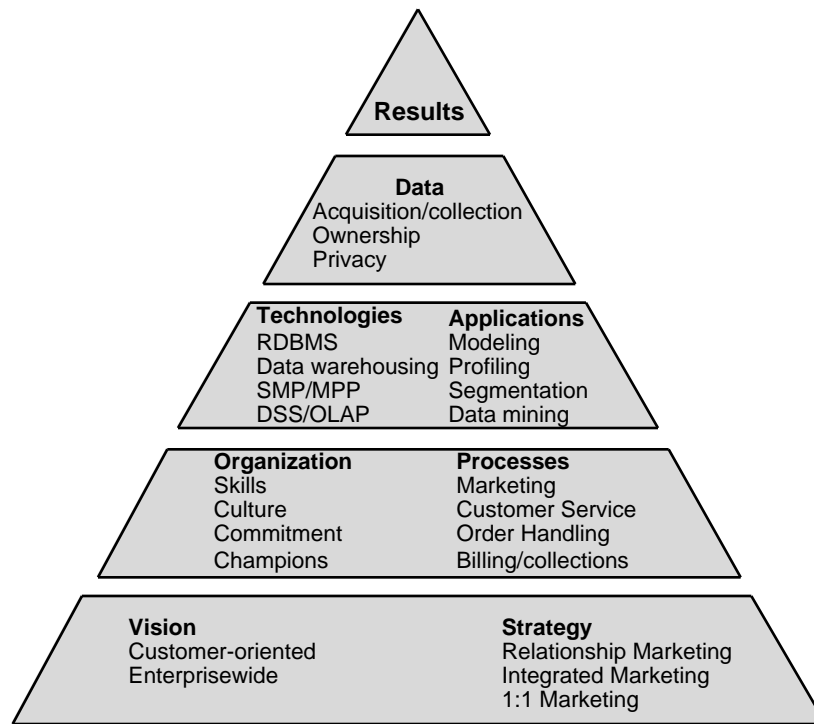 Results
Data
Acquisition/collection
Ownership
Privacy
Technologies
RDBMS
Data warehousing
SMP/MPP
DSS/OLAP
Applications
Modeling
Profiling
Segmentation
Data mining
Organization
Skills
Culture
Commitment
Champions
Processes
Marketing
Customer Service
Order Handling
Billing/collections
Vision
Customer-oriented
Enterprisewide
Strategy
Relationship Marketing
Integrated Marketing
1:1 Marketing